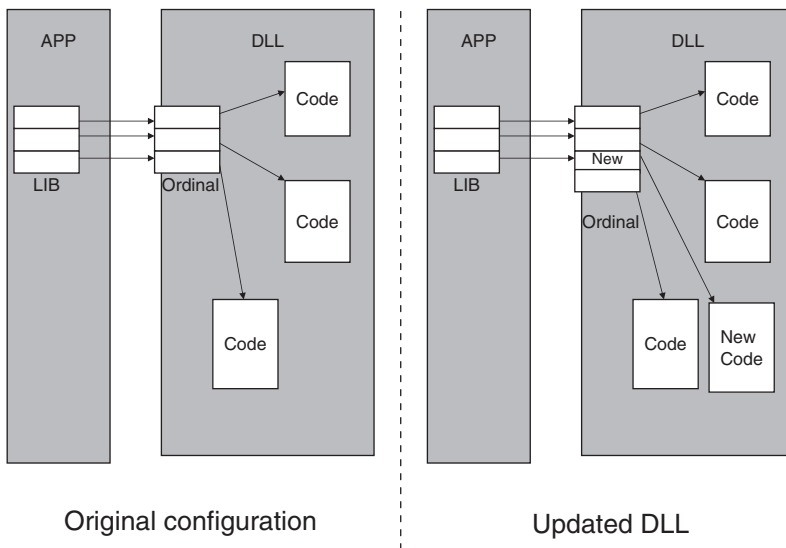 APP
DLL
Code
LIB
Ordinal
Code
Code
Original configuration
APP
DLL
Code
New
LIB
Code
Ordinal
Code
New
Code
Updated DLL